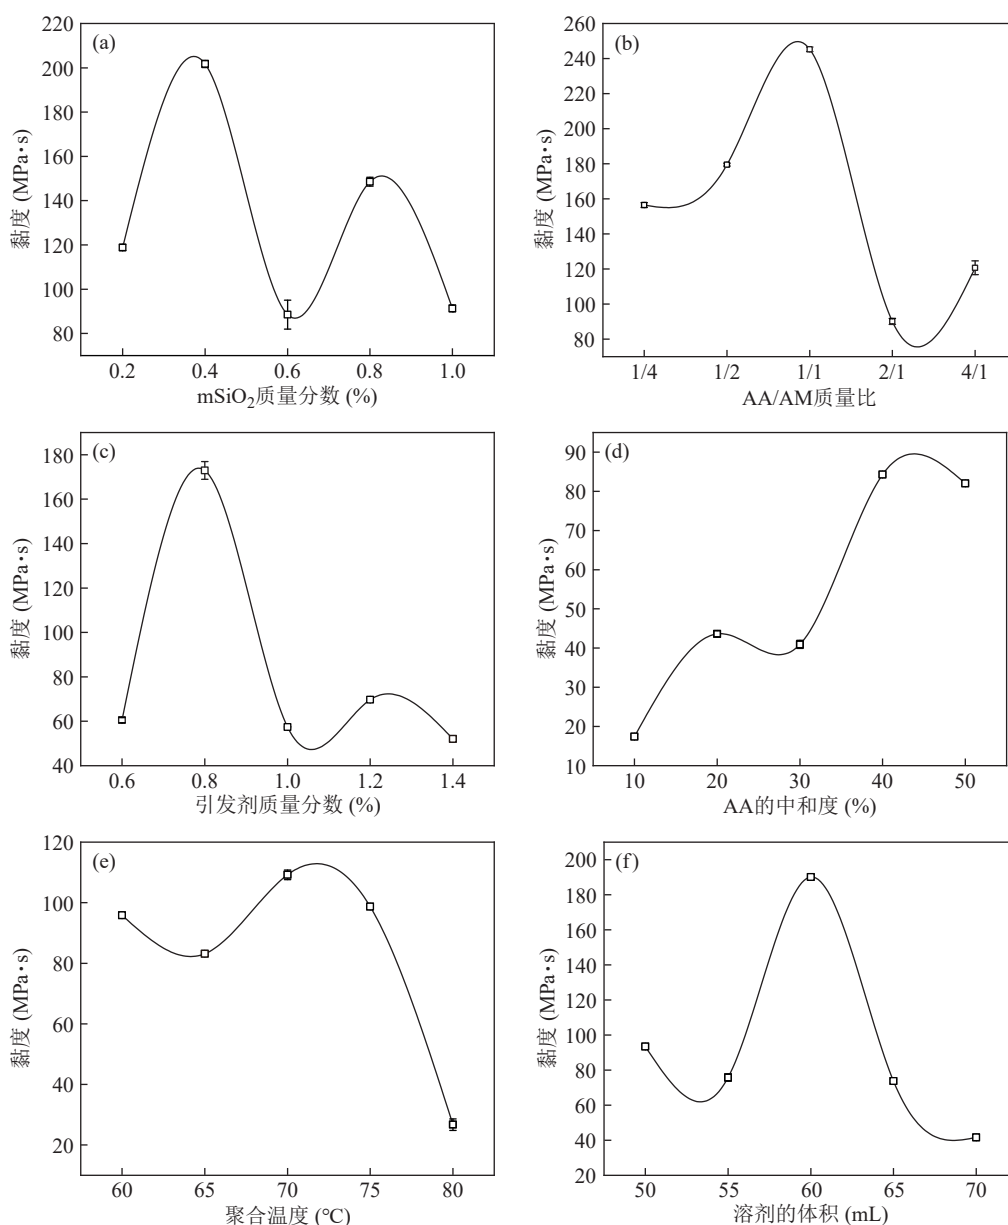 (a)
220
200
180
160
140
120
100
80
黏度 (MPa·s)
0.2 0.4 0.6 0.8 1.0
mSiO₂质量分数 (%)
(b)
260
240
220
200
180
160
140
120
100
80
黏度 (MPa·s)
1/4 1/2 1/1 2/1 4/1
AA/AM质量比
(c)
180
160
140
120
100
80
60
40
黏度 (MPa·s)
0.6 0.8 1.0 1.2 1.4
引发剂质量分数 (%)
(d)
90
80
70
60
50
40
30
20
10
黏度 (MPa·s)
10 20 30 40 50
AA的中和度 (%)
(e)
120
100
80
60
40
20
黏度 (MPa·s)
60 65 70 75 80
聚合温度 (°C)
(f)
200
180
160
140
120
100
80
60
40
20
黏度 (MPa·s)
50 55 60 65 70
溶剂的体积 (mL)